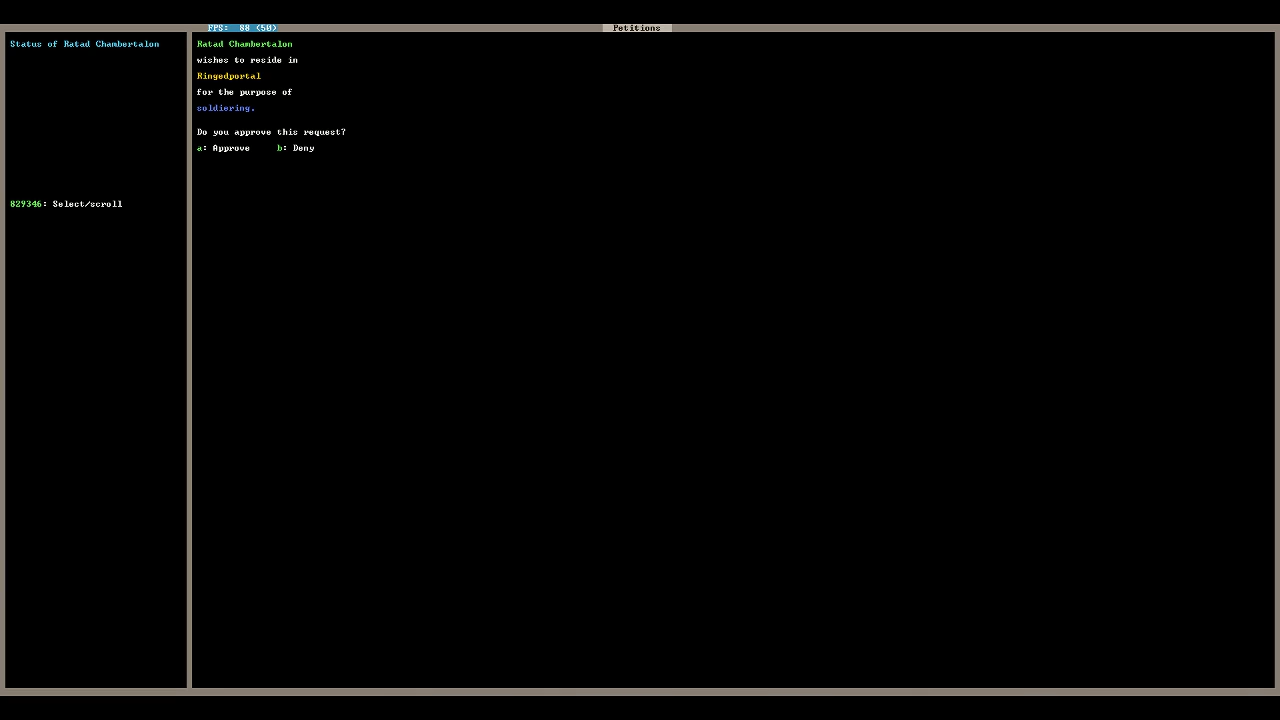 FPS: 88 (50)
Petitions
Status of Ratad Chambertalon
829346: Select/scroll
Ratad Chambertalon
wishes to reside in
Ringedportal
for the purpose of
soldiering.
Do you approve this request?
a: Approve b: Deny